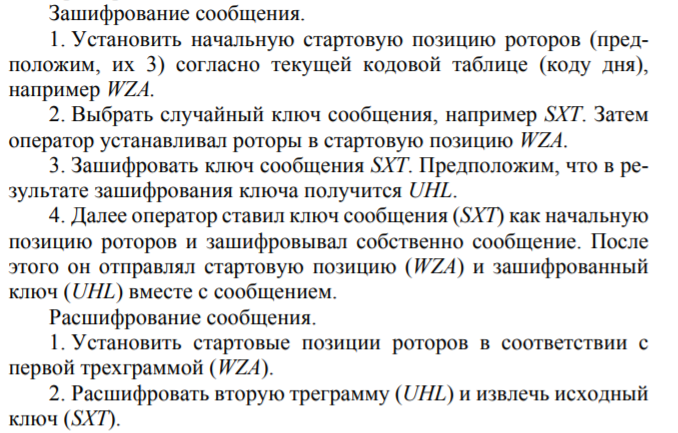 Зашифрование сообщения.
1. Установить начальную стартовую позицию роторов (пред-
положим, их 3) согласно текущей кодовой таблице (коду дня),
например WZA.
2. Выбрать случайный ключ сообщения, например SXT. Затем
оператор устанавливал роторы в стартовую позицию WZA.
3. Зашифровать ключ сообщения SXT. Предположим, что в ре-
зультате зашифрования ключа получится UHL.
4. Далее оператор ставил ключ сообщения (SXT) как начальную
позицию роторов и зашифровывал собственно сообщение. После
этого он отправлял стартовую позицию (WZA) и зашифрованный
ключ (UHL) вместе с сообщением.
Расшифрование сообщения.
1. Установить стартовые позиции роторов в соответствии с
первой трехграммой (WZA).
2. Расшифровать вторую треграмму (UHL) и извлечь исходный
ключ (SXT).